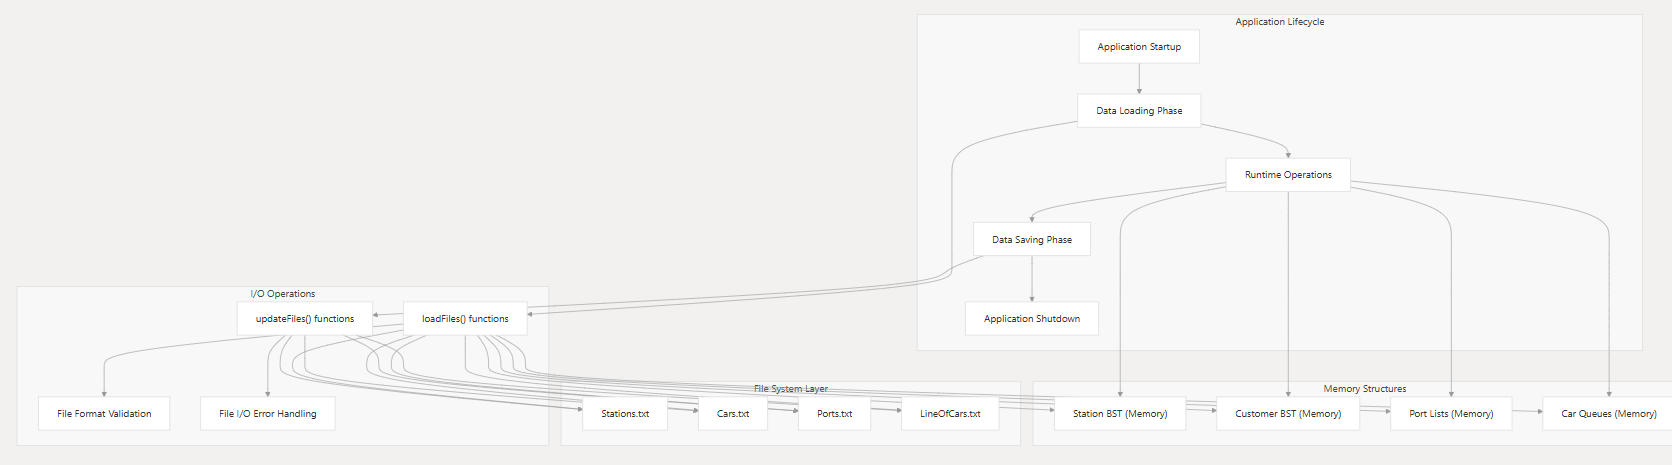 Application Lifecycle
Application Startup
Data Loading Phase
Runtime Operations
Data Saving Phase
Application Shutdown
I/O Operations
updateFiles() functions
loadFiles() functions
File Format Validation
File I/O Error Handling
File System Layer
Stations.txt
Cars.txt
Ports.txt
LineOfCars.txt
Memory Structures
Station BST (Memory)
Customer BST (Memory)
Port Lists (Memory)
Car Queues (Memory)